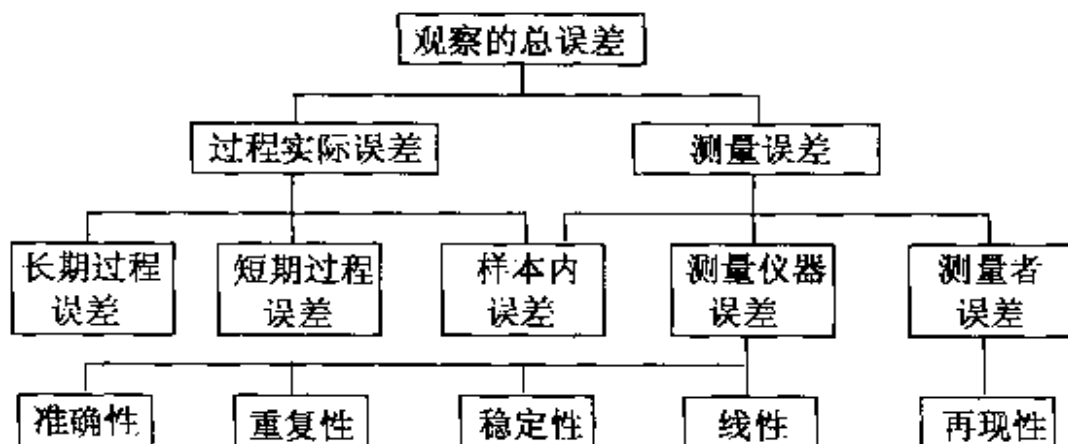 观察的总误差
过程实际误差
测量误差
长期过程
误差
短期过程
误差
样本内
误差
测量仪器
误差
测量者
误差
准确性
重复性
稳定性
线性
再现性